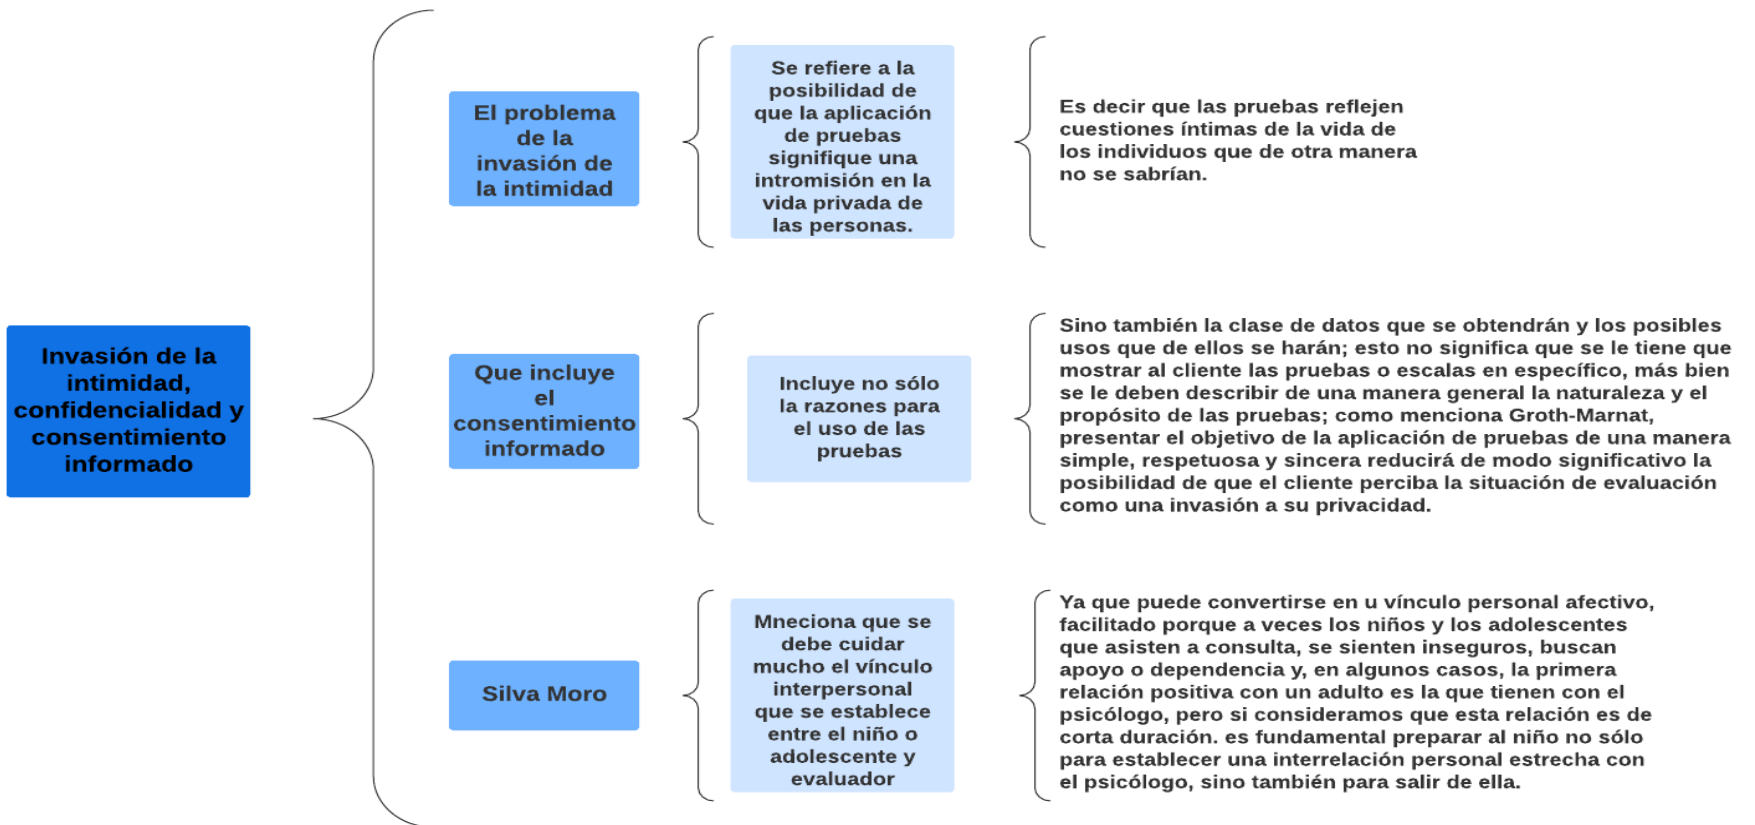 Invasión de la
intimidad,
confidencialidad y
consentimiento
informado
El problema
de la
invasión de
la intimidad
Se refiere a la
posibilidad de
que la aplicación
de pruebas
signifique una
intromisión en la
vida privada de
las personas.
Es decir que las pruebas reflejen
cuestiones íntimas de la vida de
los individuos que de otra manera
no se sabrían.
Que incluye
el
consentimiento
informado
Incluye no sólo
la razones para
el uso de las
pruebas
Sino también la clase de datos que se obtendrán y los posibles
usos que de ellos se harán; esto no significa que se le tiene que
mostrar al cliente las pruebas o escalas en específico, más bien
se le deben describir de una manera general la naturaleza y el
propósito de las pruebas; como menciona Groth-Marnat,
presentar el objetivo de la aplicación de pruebas de una manera
simple, respetuosa y sincera reducirá de modo significativo la
posibilidad de que el cliente perciba la situación de evaluación
como una invasión a su privacidad.
Silva Moro
Mneciona que se
debe cuidar
mucho el vínculo
interpersonal
que se establece
entre el niño o
adolescente y
evaluador
Ya que puede convertirse en u vínculo personal afectivo,
facilitado porque a veces los niños y los adolescentes
que asisten a consulta, se sienten inseguros, buscan
apoyo o dependencia y, en algunos casos, la primera
relación positiva con un adulto es la que tienen con el
psicólogo, pero si consideramos que esta relación es de
corta duración. es fundamental preparar al niño no sólo
para establecer una interrelación personal estrecha con
el psicólogo, sino también para salir de ella.